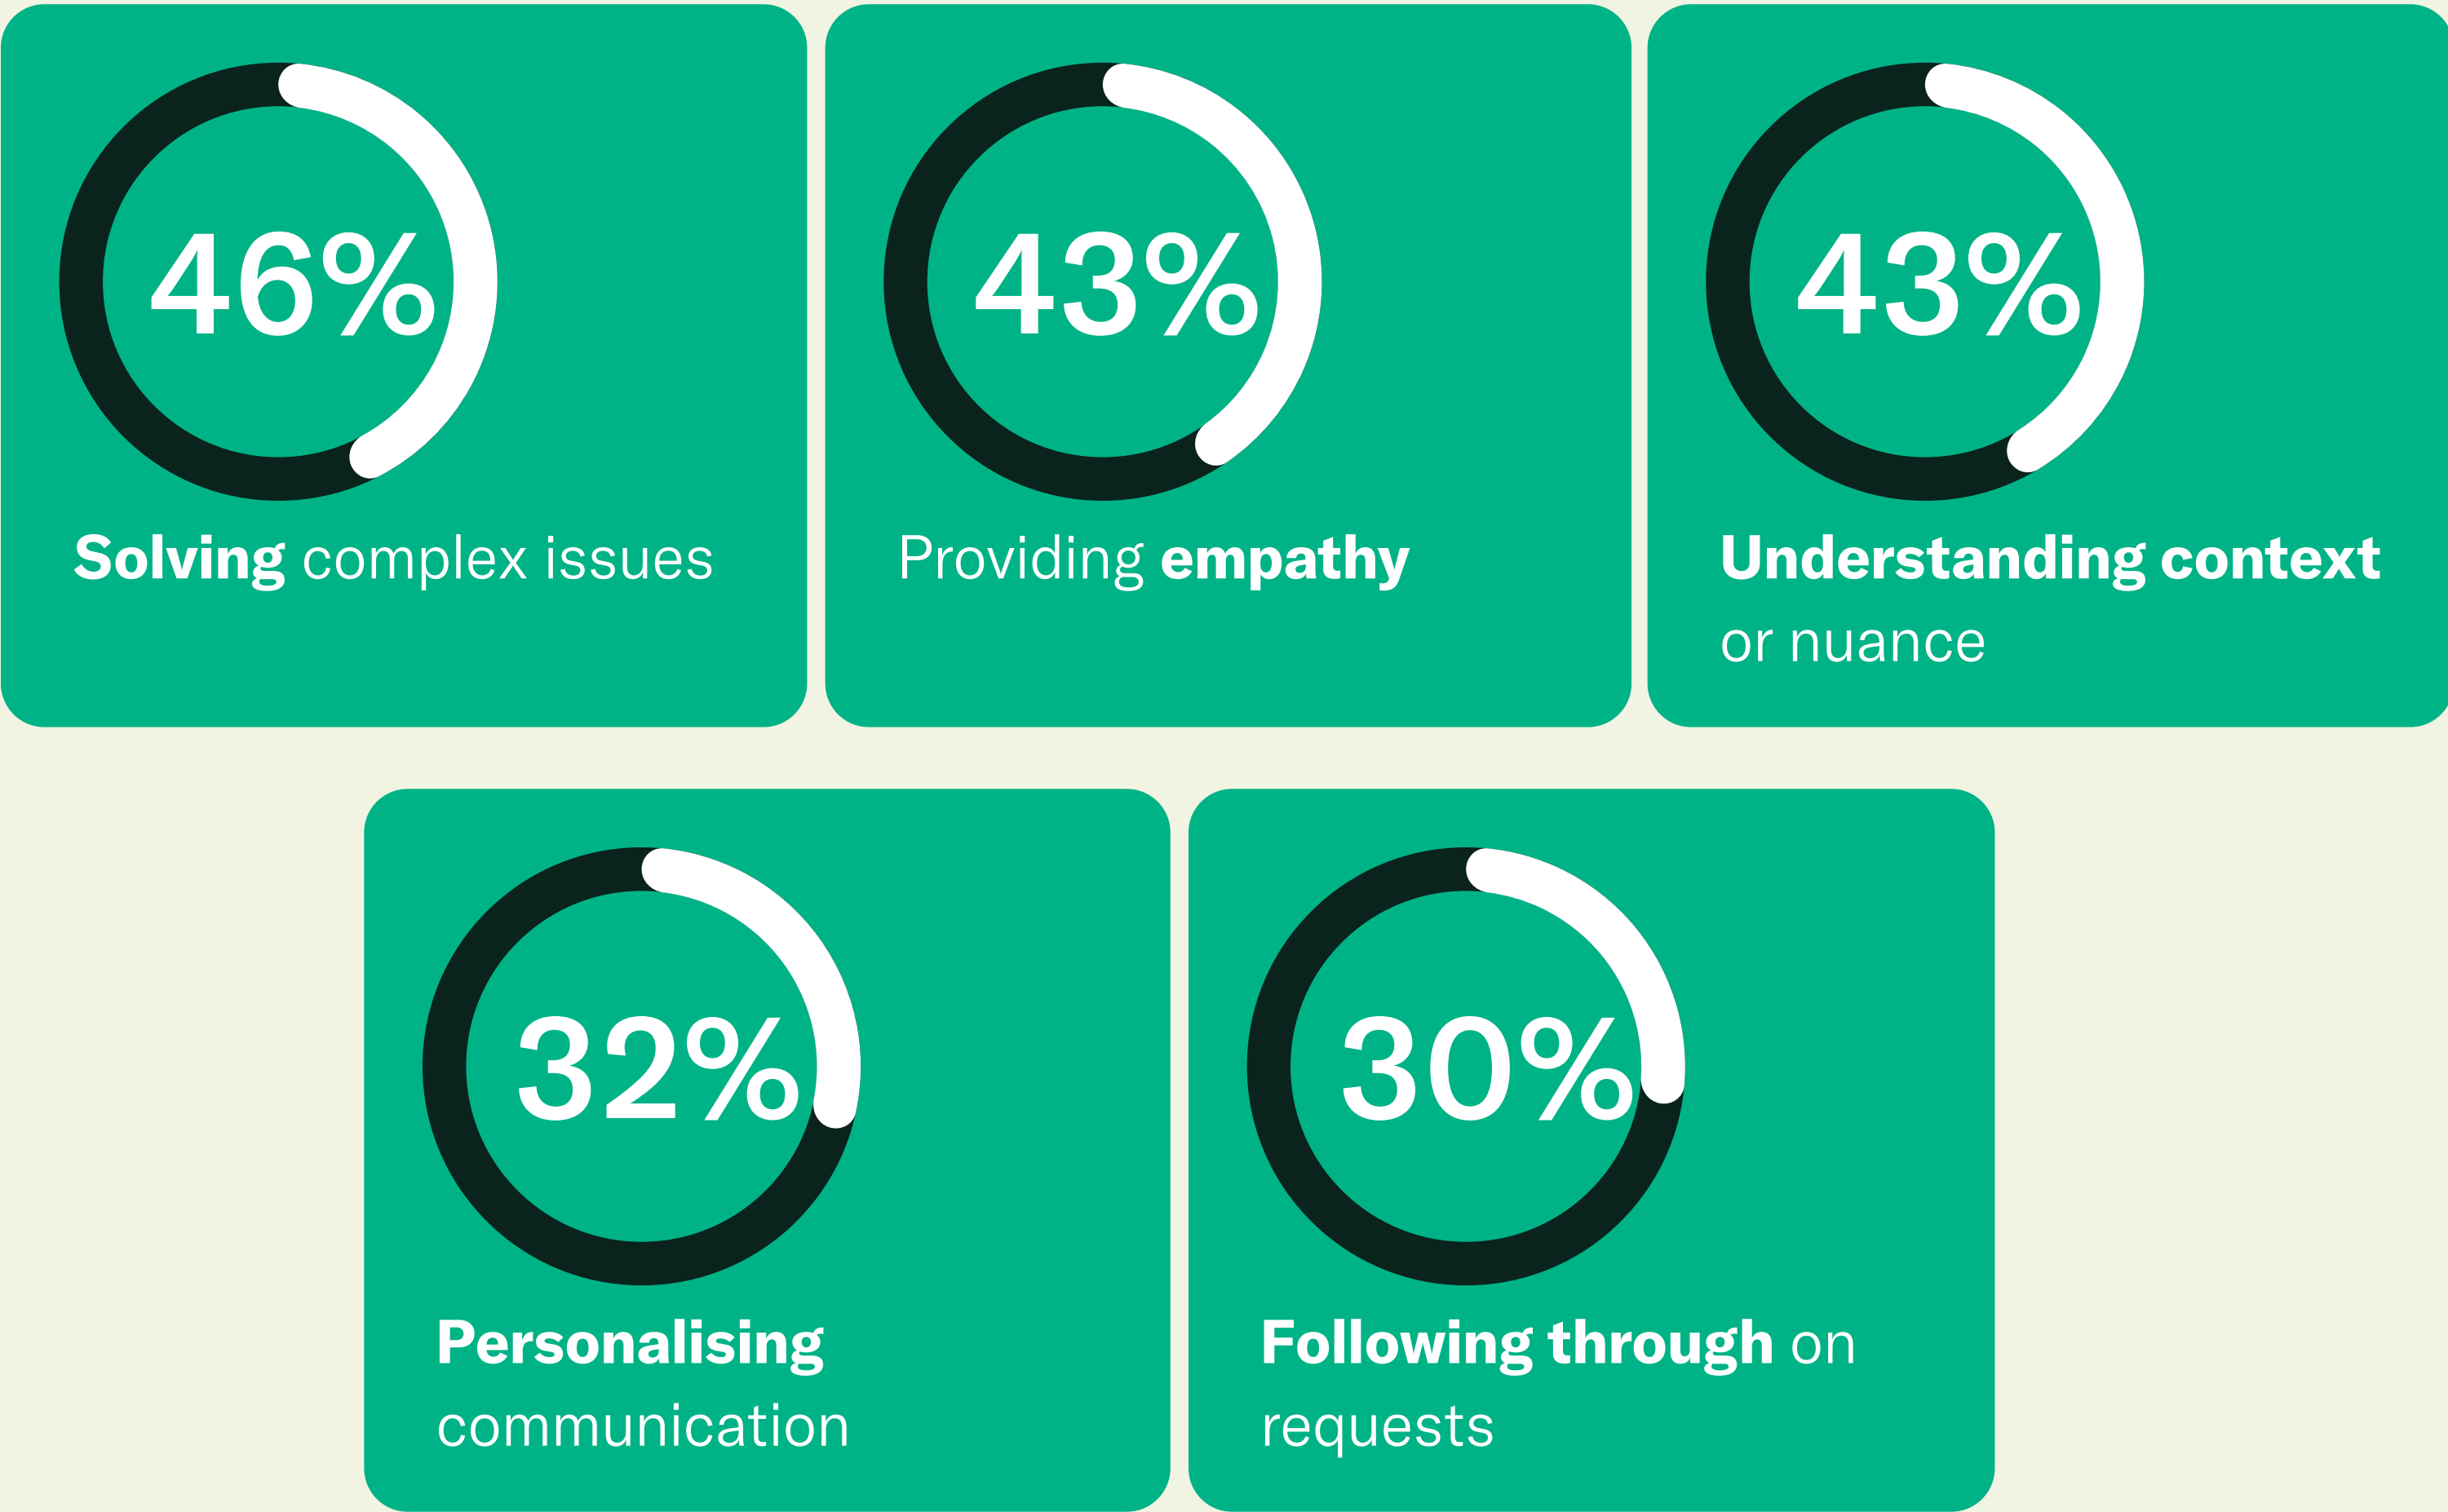 46%
Solving complex issues
43%
Providing empathy
43%
Understanding context
or nuance
32%
Personalising
communication
30%
Following through on
requests